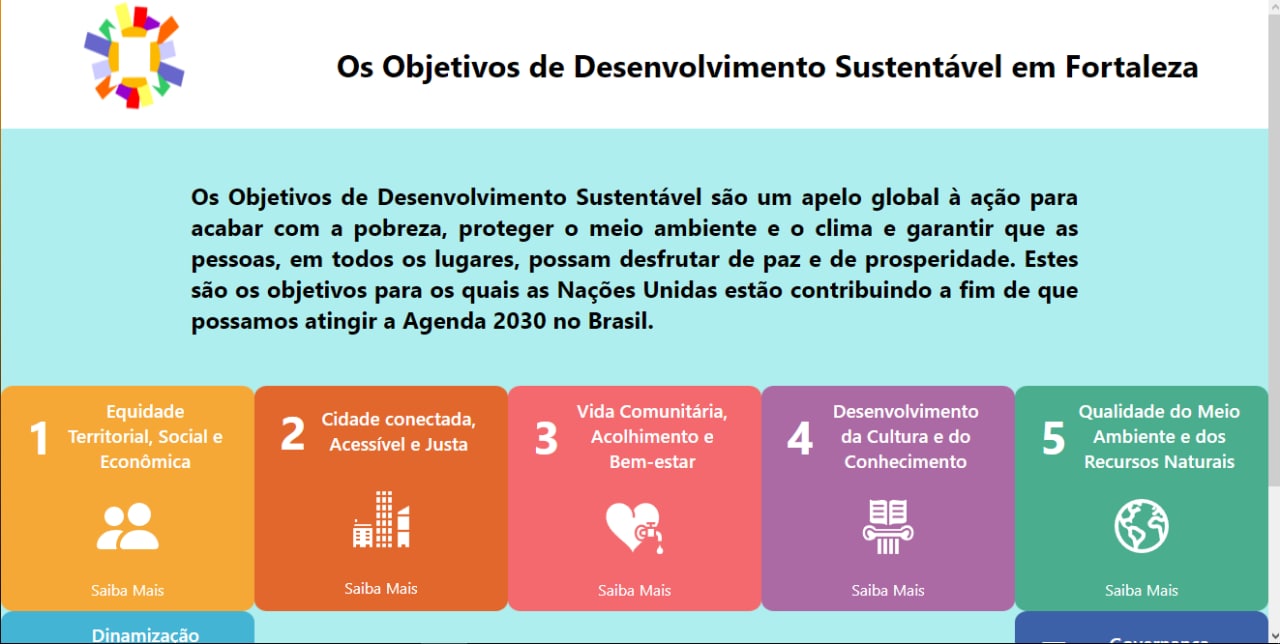 Os Objetivos de Desenvolvimento Sustentável em Fortaleza
Os Objetivos de Desenvolvimento Sustentável são um apelo global à ação para
acabar com a pobreza, proteger o meio ambiente e o clima e garantir que as
pessoas, em todos os lugares, possam desfrutar de paz e de prosperidade. Estes
são os objetivos para os quais as Nações Unidas estão contribuindo a fim de que
possamos atingir a Agenda 2030 no Brasil.
1
Equidade
Territorial, Social e
Econômica
Saiba Mais
2
Cidade conectada,
Acessível e Justa
Saiba Mais
3
Vida Comunitária,
Acolhimento e
Bem-estar
Saiba Mais
4
Desenvolvimento
da Cultura e do
Conhecimento
Saiba Mais
5
Qualidade do Meio
Ambiente e dos
Recursos Naturais
Saiba Mais
Dinamização
Governança